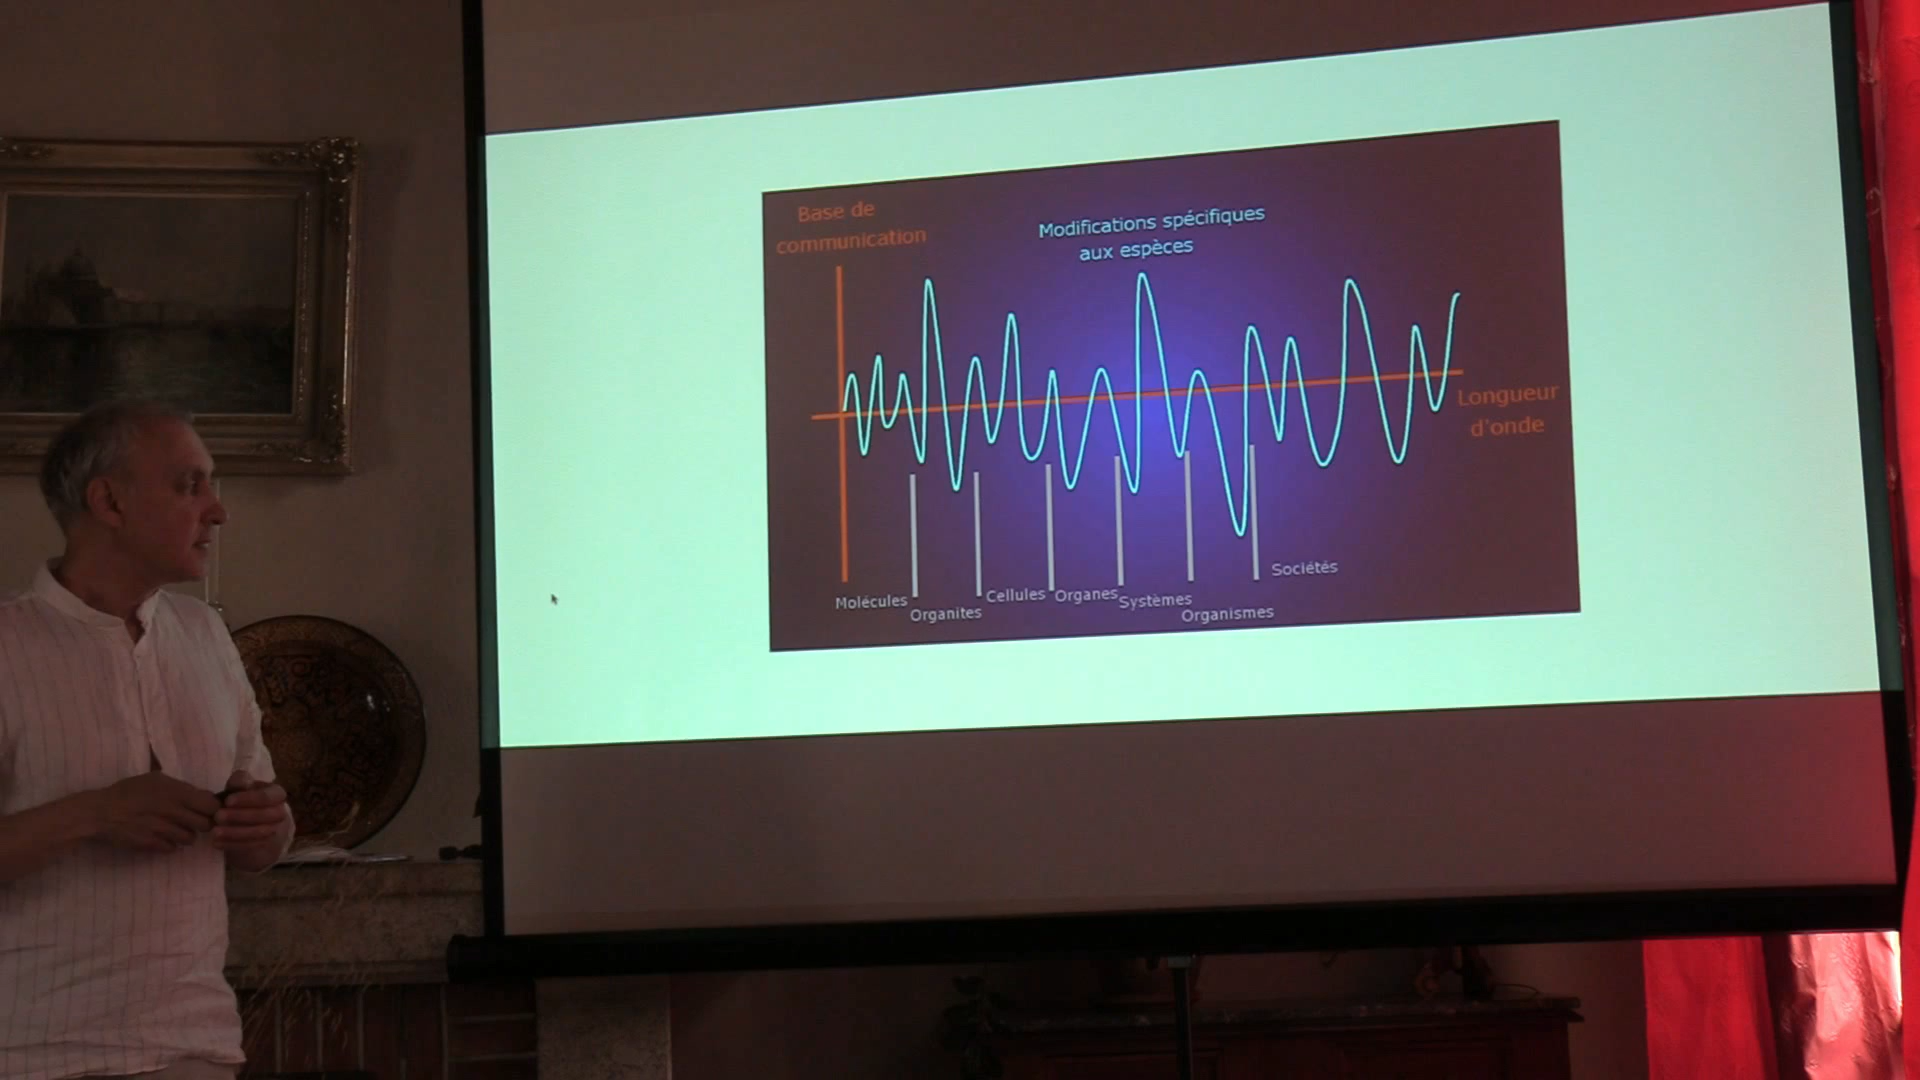 Base de
communication
Modifications spécifiques
aux espèces
Longueur
d'onde
Molécules
Organites
Cellules
Organes
Systèmes
Organismes
Sociétés